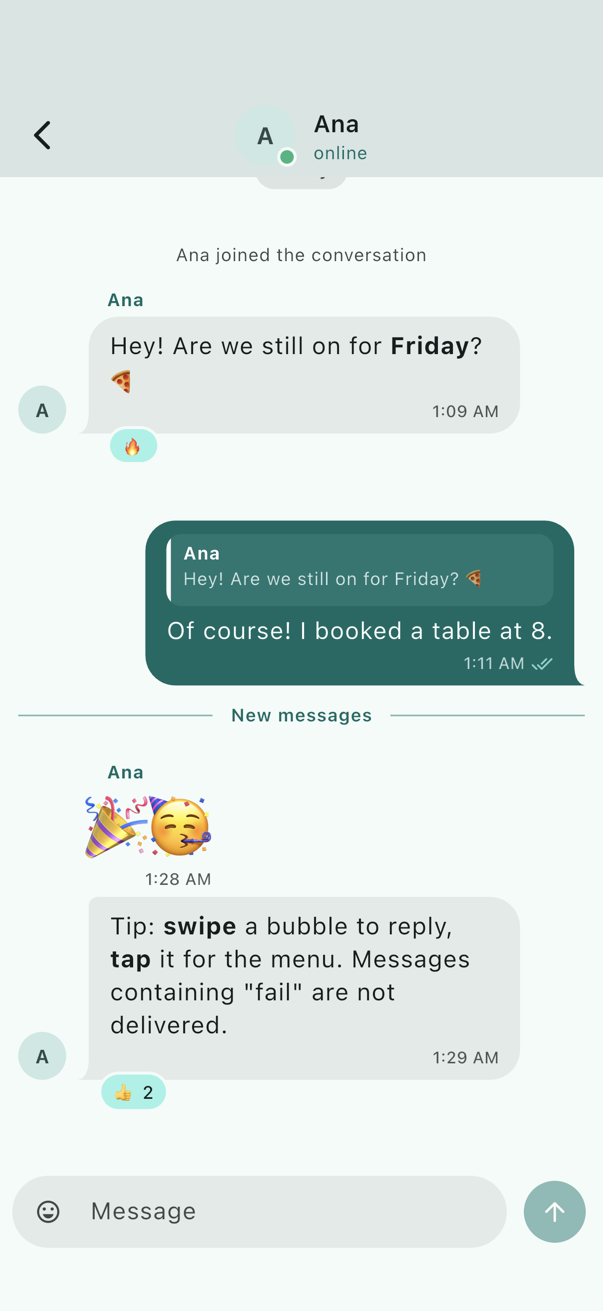 A
Ana
online
Ana joined the conversation
Ana
Hey! Are we still on for Friday?
🍕
1:09 AM
A
🔥
Ana
Hey! Are we still on for Friday? 🍕
Of course! I booked a table at 8.
1:11 AM
New messages
Ana
🎉🥳
1:28 AM
Tip: swipe a bubble to reply,
tap it for the menu. Messages
containing "fail" are not
delivered.
1:29 AM
A
👍 2
Message